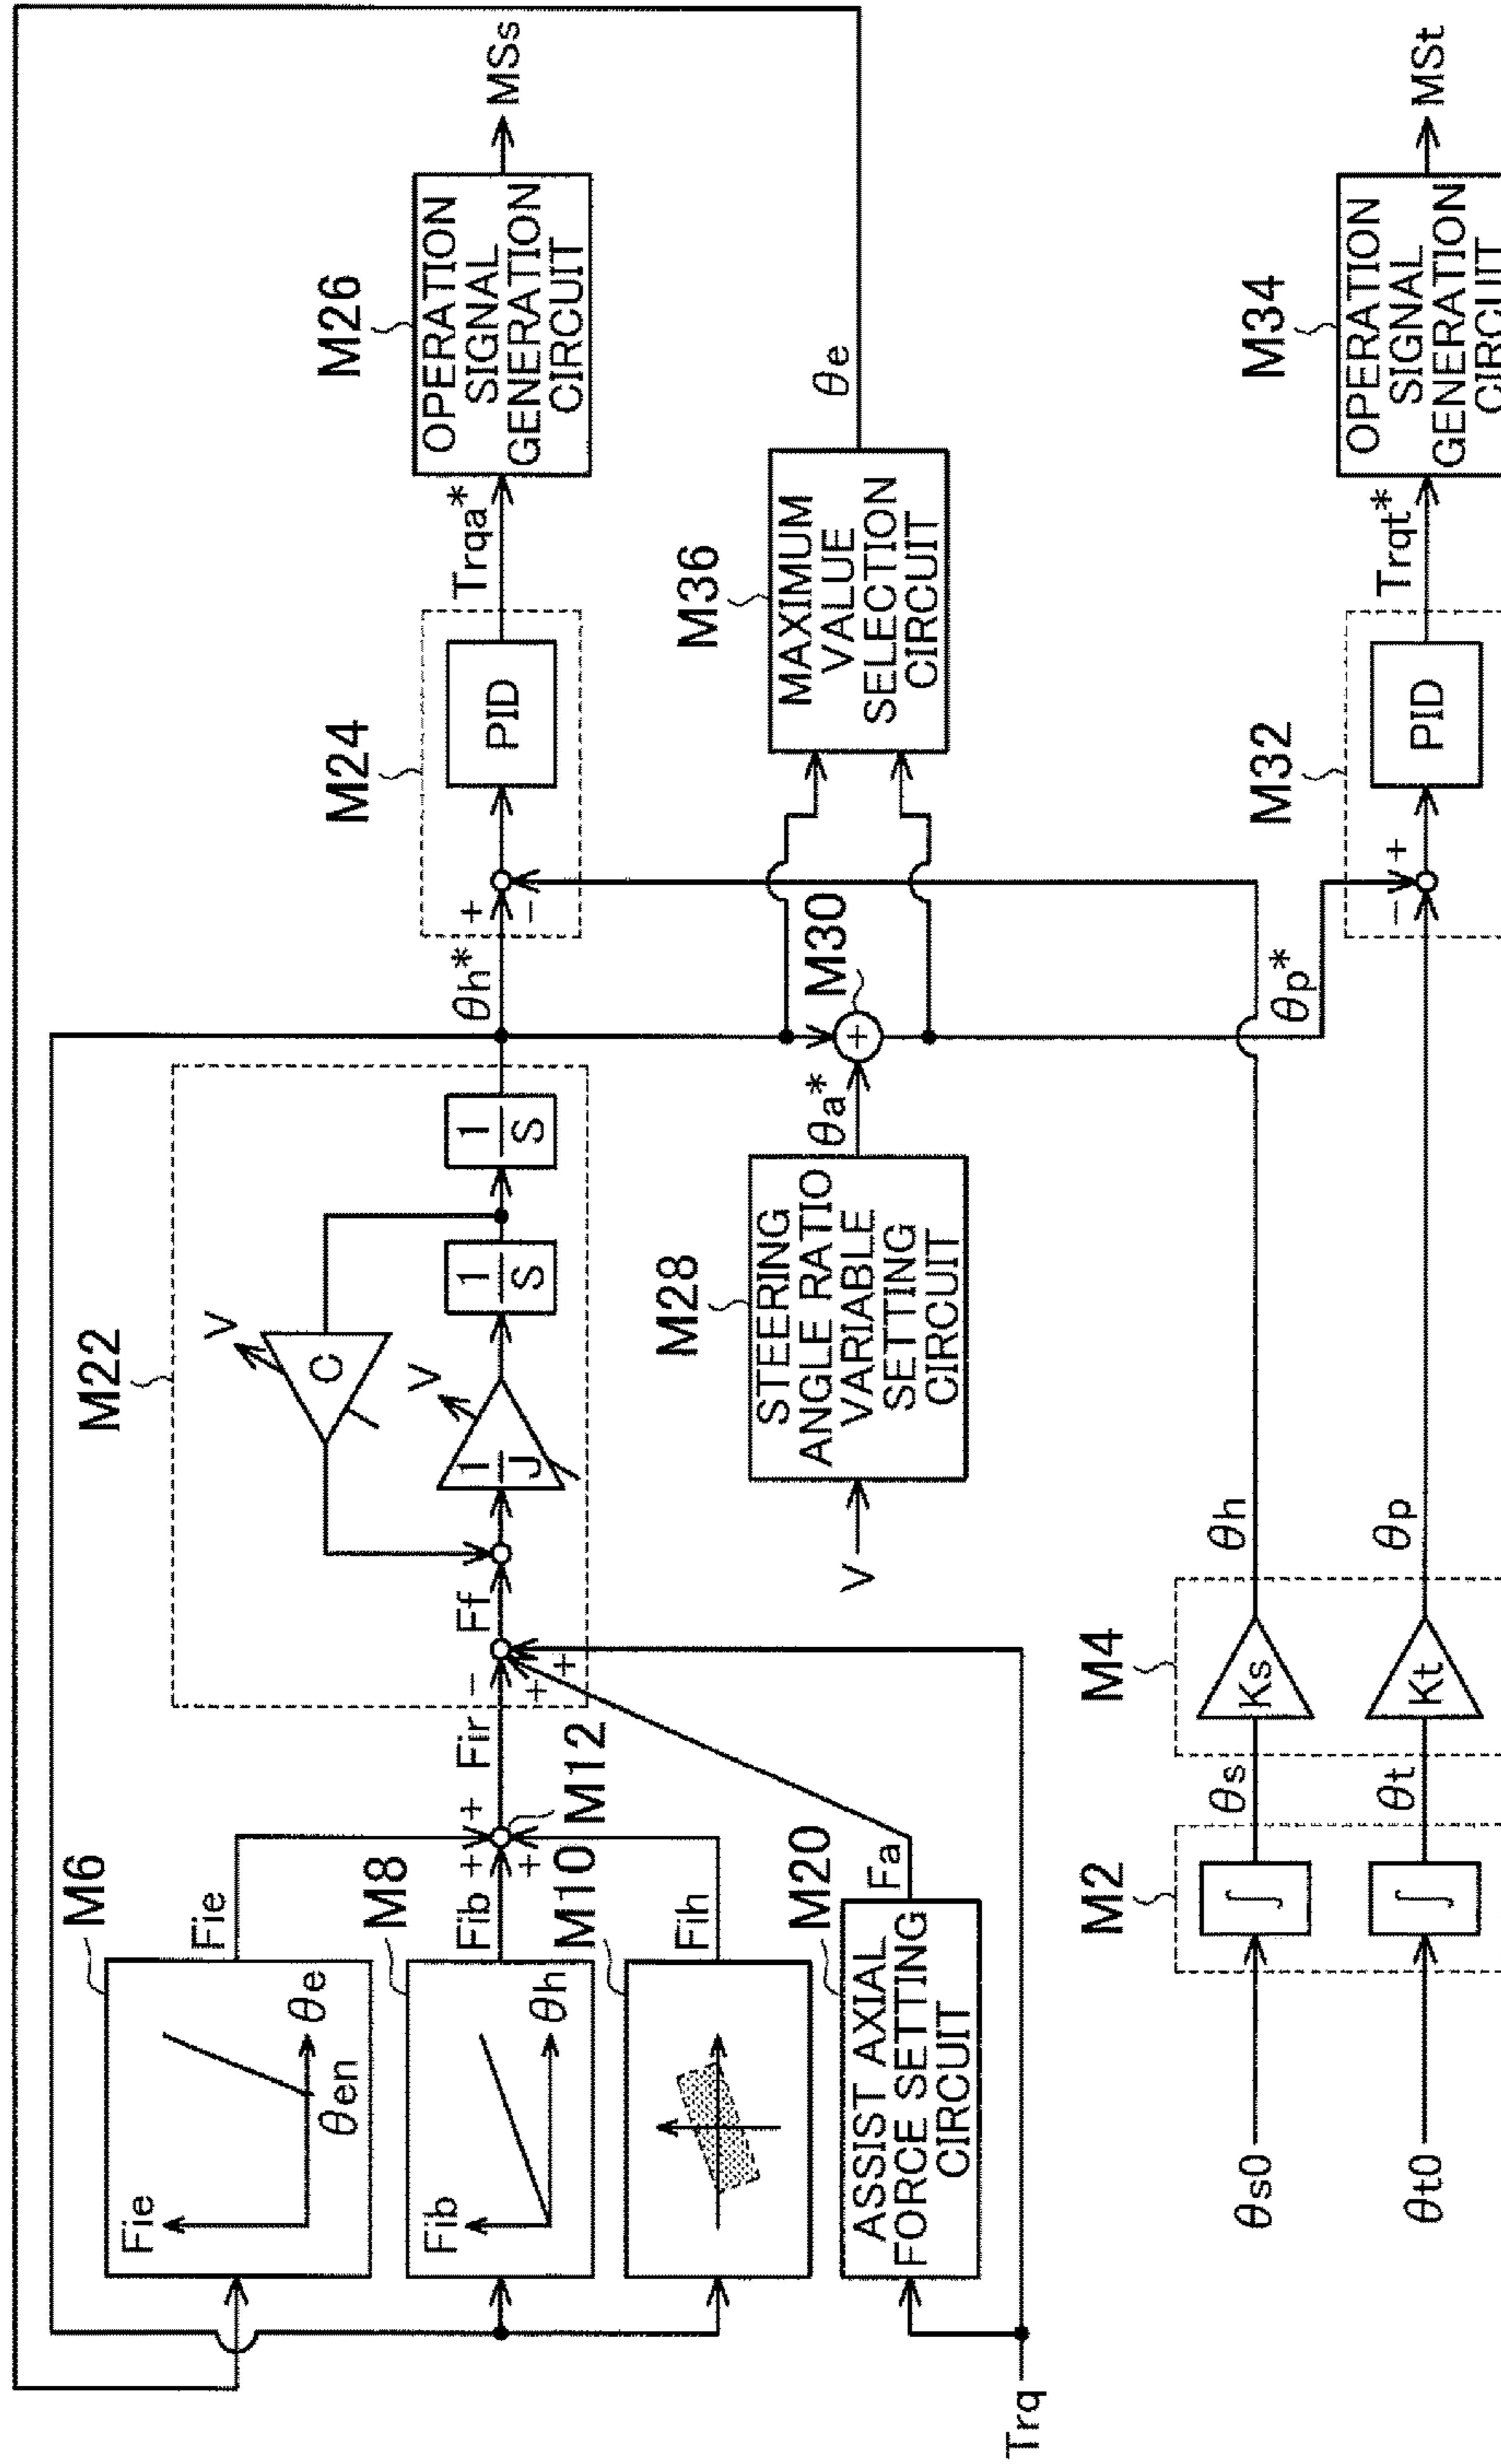 M6
Fie
θe
θen
Fie
M8
Fib
θh
Fib
+
+
+
M12
Fir
M10
Fih
M20
ASSIST AXIAL
FORCE SETTING
CIRCUIT
Fa
Trq
M22
−
+
+
Ff
V
C
V
1
J
1
S
1
S
θh*
M24
+
−
PID
Trqa*
M26
OPERATION
SIGNAL
GENERATION
CIRCUIT
MSs
V
M28
STEERING
ANGLE RATIO
VARIABLE
SETTING
CIRCUIT
θa*
M30
+
M36
MAXIMUM
VALUE
SELECTION
CIRCUIT
θe
θs0
M2
∫
θs
M4
Ks
θh
θt0
∫
θt
Kt
θp
θp*
M32
−
+
PID
Trqt*
M34
OPERATION
SIGNAL
GENERATION
CIRCUIT
MSt